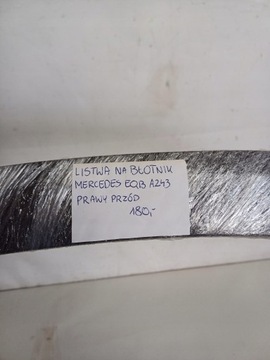 LISTWA NA BŁOTNIK
MERCEDES EQB A243
PRAWY PRZÓD
180,-